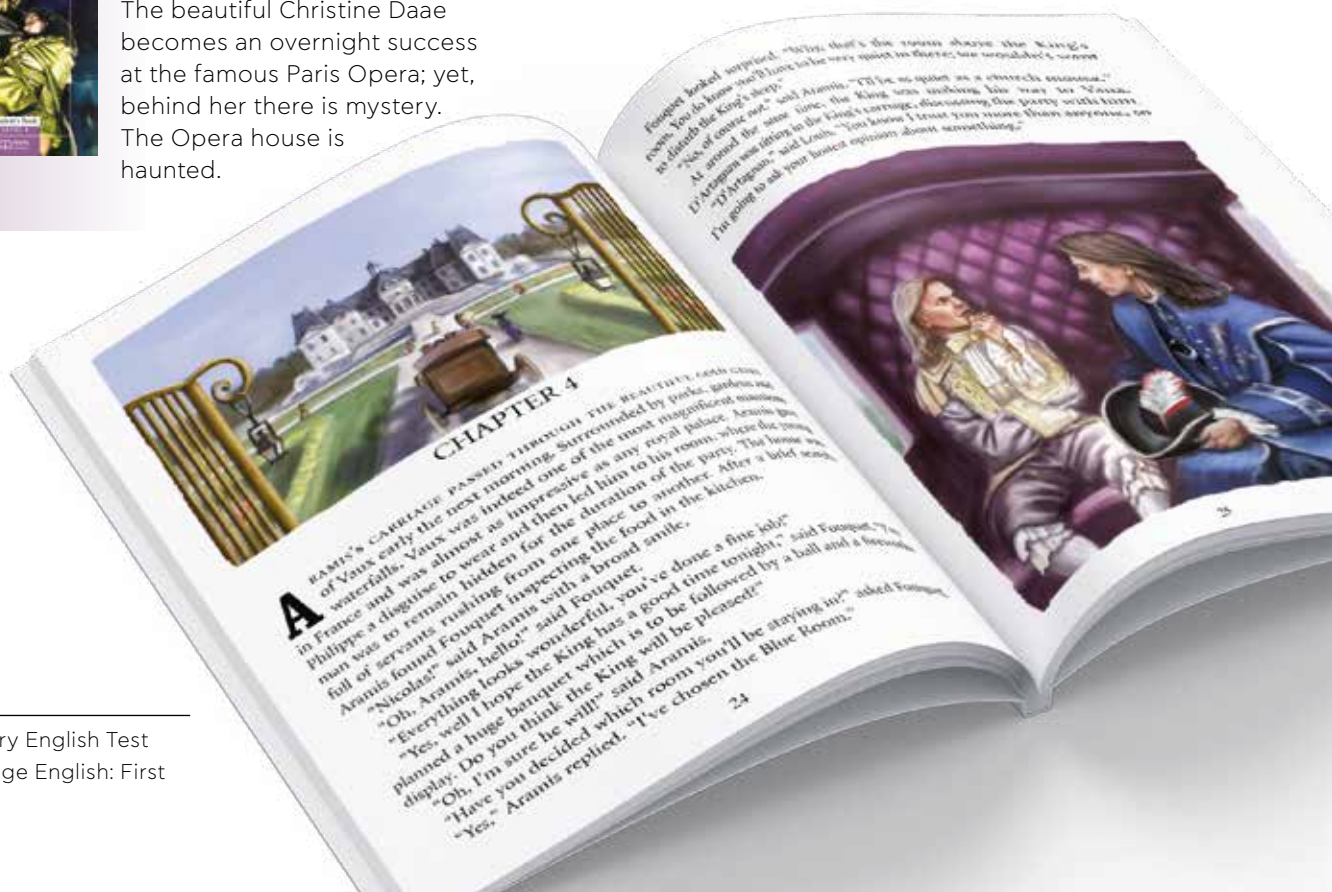 The beautiful Christine Daae
becomes an overnight success
at the famous Paris Opera; yet,
behind her there is mystery.
The Opera house is
haunted.
CHAPTER 4
ARAMIS'S CARRIAGE PASSED THROUGH THE BEAUTIFUL GOLD
of Vaux early the next morning. Surrounded by parks, gardens and
waterfalls, Vaux was indeed one of the most magnificent mansions
in France and was almost as impressive as any royal palace. Aramis gave
Philippe a disguise to wear and then led him to his room, where the young
man was to remain hidden for the duration of the party. The house was
full of servants rushing from one place to another. After a brief search,
Aramis found Fouquet inspecting the food in the kitchen.
"Nicolas!" said Aramis with a broad smile.
"Oh, Aramis, hello!" said Fouquet.
"Everything looks wonderful, you've done a fine job!"
"Yes, well I hope the King has a good time tonight," said Fouquet,
planned a huge banquet which is to be followed by a ball and a fireworks
display. Do you think the King will be pleased?"
"Oh, I'm sure he will!" said Aramis.
"Have you decided which room you'll be staying in?" asked Fouquet.
"Yes," Aramis replied. "I've chosen the Blue Room."
24
Fouquet looked surprised. "Why, that's the room above the King's
room. You do know you'll have to be very quiet in there; we wouldn't want
to disturb the King's sleep."
"No, of course not," said Aramis. "I'll be as quiet as a church mouse."
At around the same time, the King was making his way to Vaux.
D'Artagnan was sitting in the King's carriage, discussing the party with him.
"D'Artagnan," said Louis. "You know I trust you more than anyone, so
I'm going to ask your honest opinion about something."
ry English Test
ge English: First